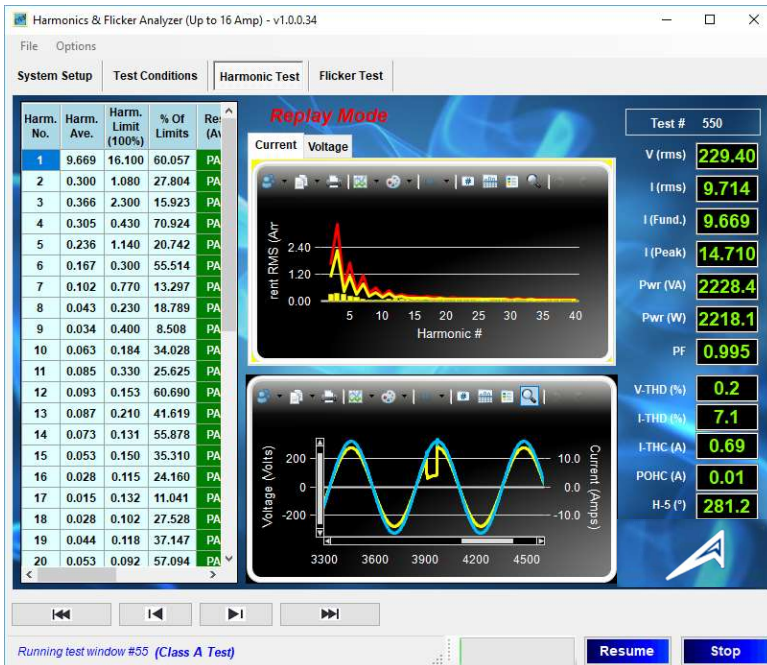 Harmonics & Flicker Analyzer (Up to 16 Amp) - v1.0.0.34
File Options
System Setup Test Conditions Harmonic Test Flicker Test
Harm. No. Harm. Ave. Harm. Limit (100%) % Of Limits Res (Av
1 9.669 16.100 60.057 PA
2 0.300 1.080 27.804 PA
3 0.366 2.300 15.923 PA
4 0.305 0.430 70.924 PA
5 0.236 1.140 20.742 PA
6 0.167 0.300 55.514 PA
7 0.102 0.770 13.297 PA
8 0.043 0.230 18.789 PA
9 0.034 0.400 8.508 PA
10 0.063 0.184 34.028 PA
11 0.085 0.330 25.625 PA
12 0.093 0.153 60.690 PA
13 0.087 0.210 41.619 PA
14 0.073 0.131 55.878 PA
15 0.053 0.150 35.310 PA
16 0.028 0.115 24.160 PA
17 0.015 0.132 11.041 PA
18 0.028 0.102 27.528 PA
19 0.044 0.118 37.147 PA
20 0.053 0.092 57.094 PA
Replay Mode
Current Voltage
rent RMS (Am
2.40
1.20
0.00
5 10 15 20 25 30 35 40
Harmonic #
Voltage (Volts)
200
0
-200
10.0
0.0
-10.0
Current (Amps)
3300 3600 3900 4200 4500
Test # 550
V (rms) 229.40
I (rms) 9.714
I (Fund.) 9.669
I (Peak) 14.710
Pwr (VA) 2228.4
Pwr (W) 2218.1
PF 0.995
V-THD (%) 0.2
I-THD (%) 7.1
I-THC (A) 0.69
POHC (A) 0.01
H-5 (°) 281.2
Running test window #55 (Class A Test)
Resume Stop